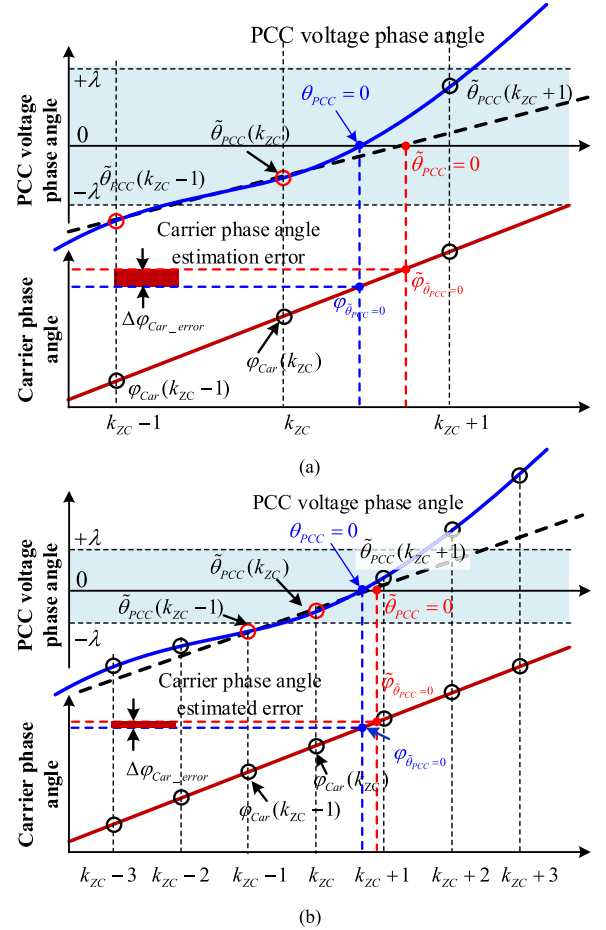 PCC voltage phase angle
+λ
0
−λ
PCC voltage
phase angle
θ_PCC = 0
θ̃_PCC(k_ZC+1)
θ̃_PCC(k_ZC)
θ̃_PCC = 0
θ̃_PCC(k_ZC −1)
Carrier phase angle
estimation error
Δφ_Car_error
φ_θ̃_PCC=0
φ̃_θ̃_PCC=0
φ_Car(k_ZC)
φ_Car(k_ZC −1)
Carrier phase
angle
k_ZC −1
k_ZC
k_ZC +1
(a)
PCC voltage phase angle
+λ
0
−λ
PCC voltage
phase angle
θ_PCC = 0
θ̃_PCC(k_ZC+1)
θ̃_PCC(k_ZC)
θ̃_PCC(k_ZC −1)
θ̃_PCC = 0
Carrier phase angle
estimated error
Δφ_Car_error
φ̃_θ̃_PCC=0
φ_θ̃_PCC=0
φ_Car(k_ZC)
φ_Car(k_ZC −1)
Carrier phase
angle
k_ZC −3
k_ZC −2
k_ZC −1
k_ZC
k_ZC +1
k_ZC +2
k_ZC +3
(b)